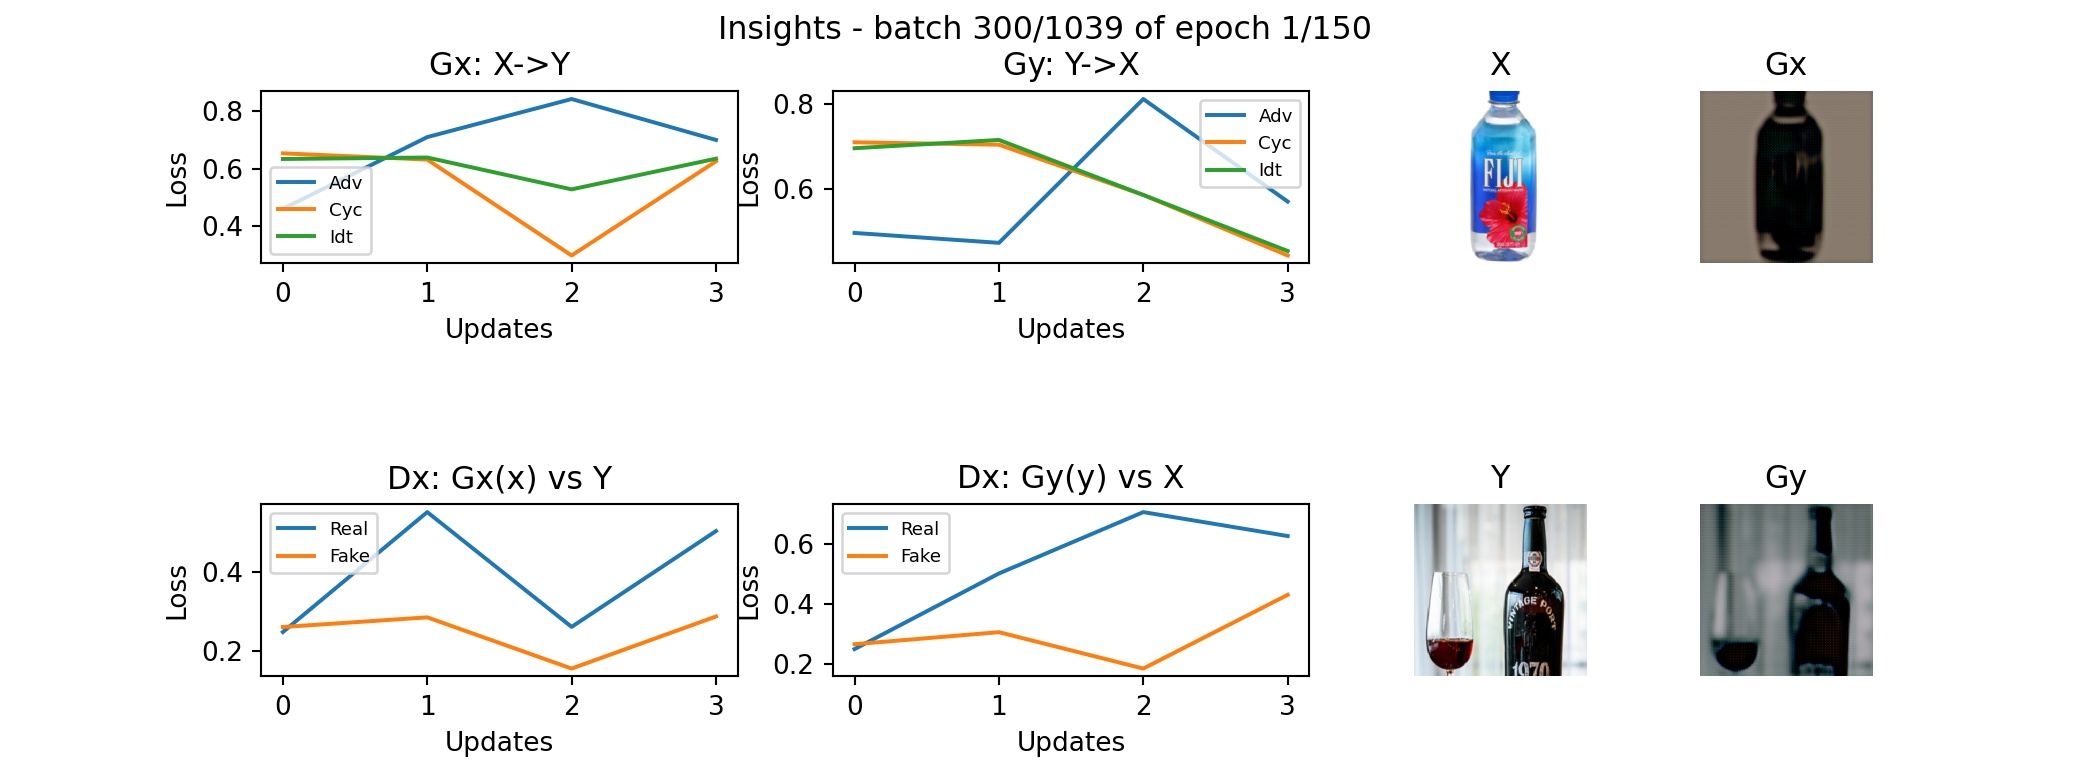 Insights - batch 300/1039 of epoch 1/150
Gx: X->Y
Loss
0.8
0.6
0.4
Adv
Cyc
Idt
0 1 2 3
Updates
Gy: Y->X
Loss
0.8
0.6
Adv
Cyc
Idt
0 1 2 3
Updates
X
FIJI
Gx
Dx: Gx(x) vs Y
Loss
0.4
0.2
Real
Fake
0 1 2 3
Updates
Dx: Gy(y) vs X
Loss
0.6
0.4
0.2
Real
Fake
0 1 2 3
Updates
Y
VINTAGE PORT
1970
Gy